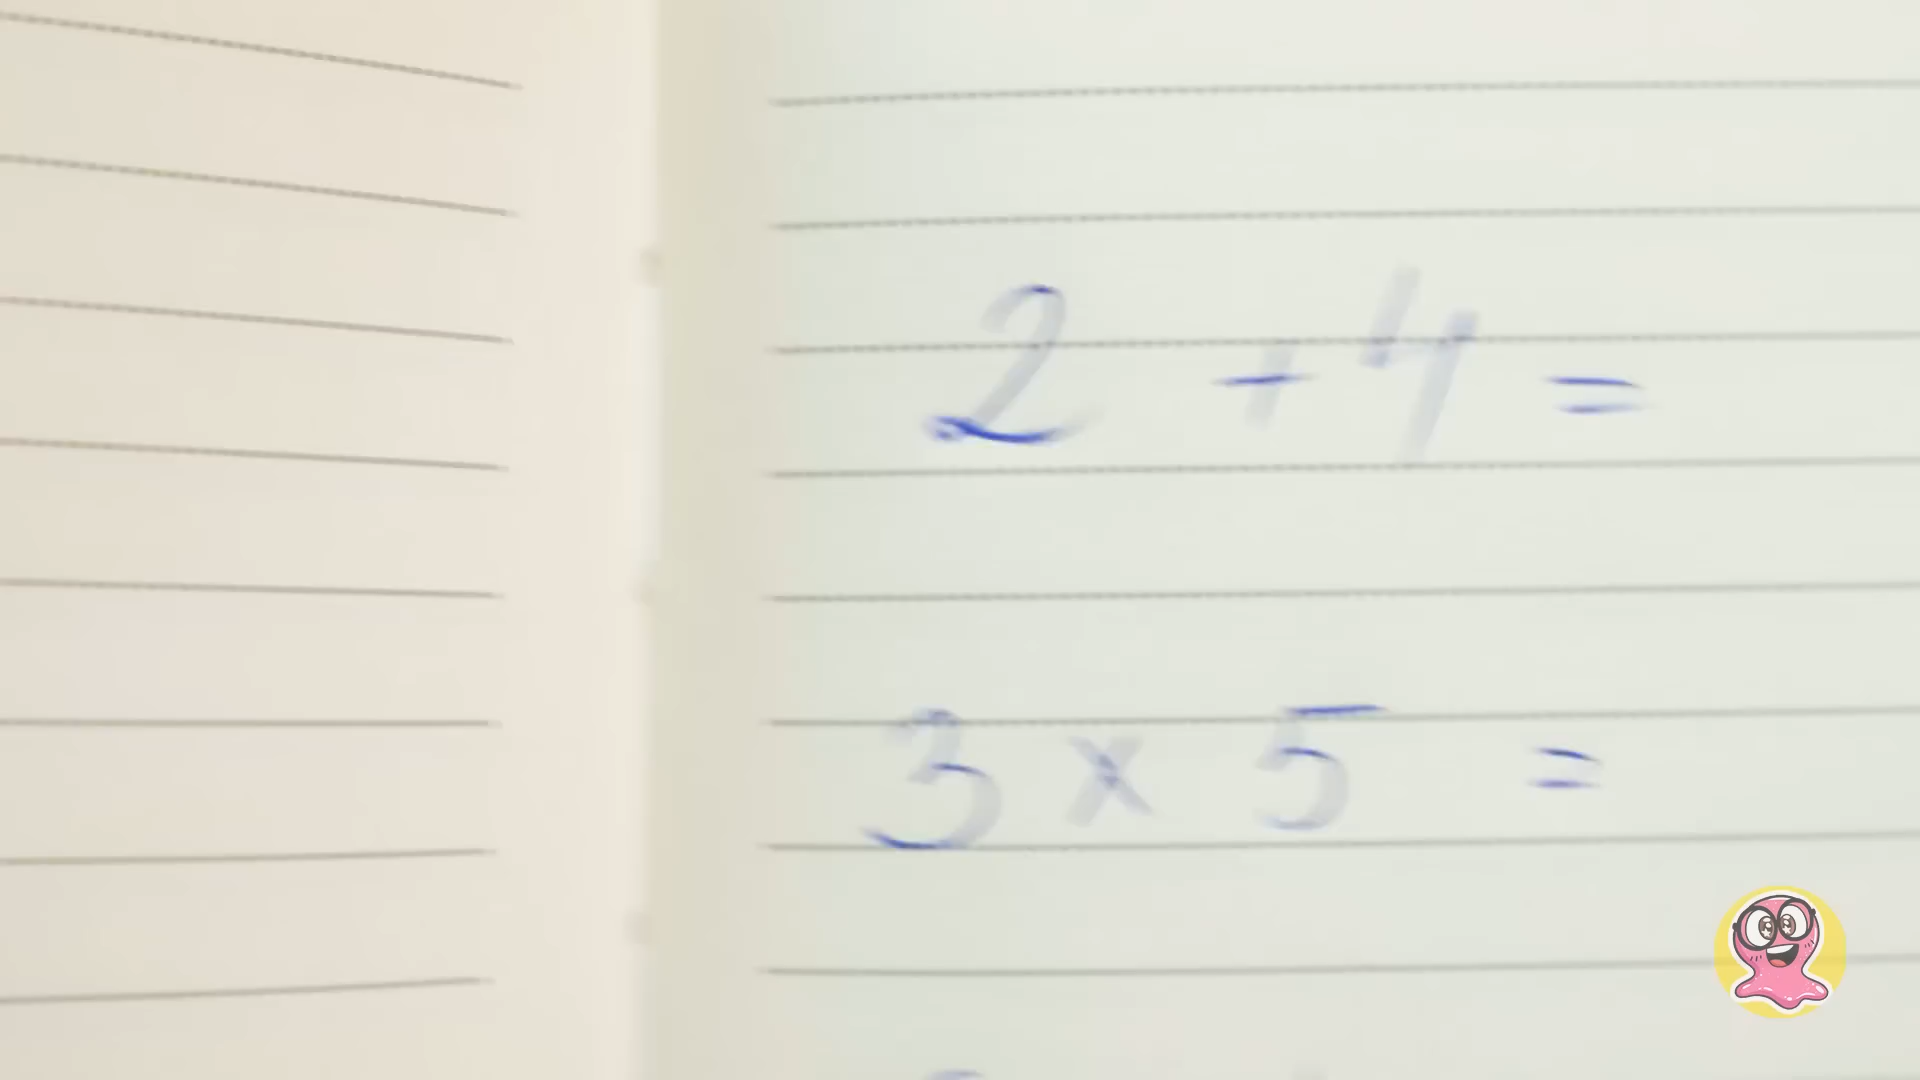 2 + 4 =
3 x 5 =